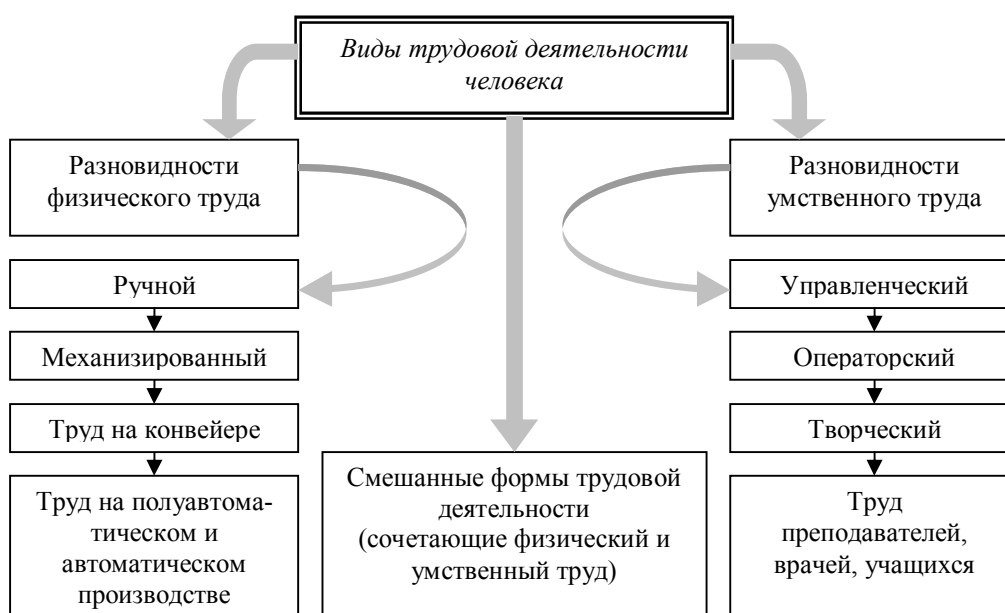 Виды трудовой деятельности
человека
Разновидности
физического труда
Разновидности
умственного труда
Ручной
Механизированный
Труд на конвейере
Труд на полуавтома-
тическом и
автоматическом
производстве
Смешанные формы трудовой
деятельности
(сочетающие физический и
умственный труд)
Управленческий
Операторский
Творческий
Труд
преподавателей,
врачей, учащихся